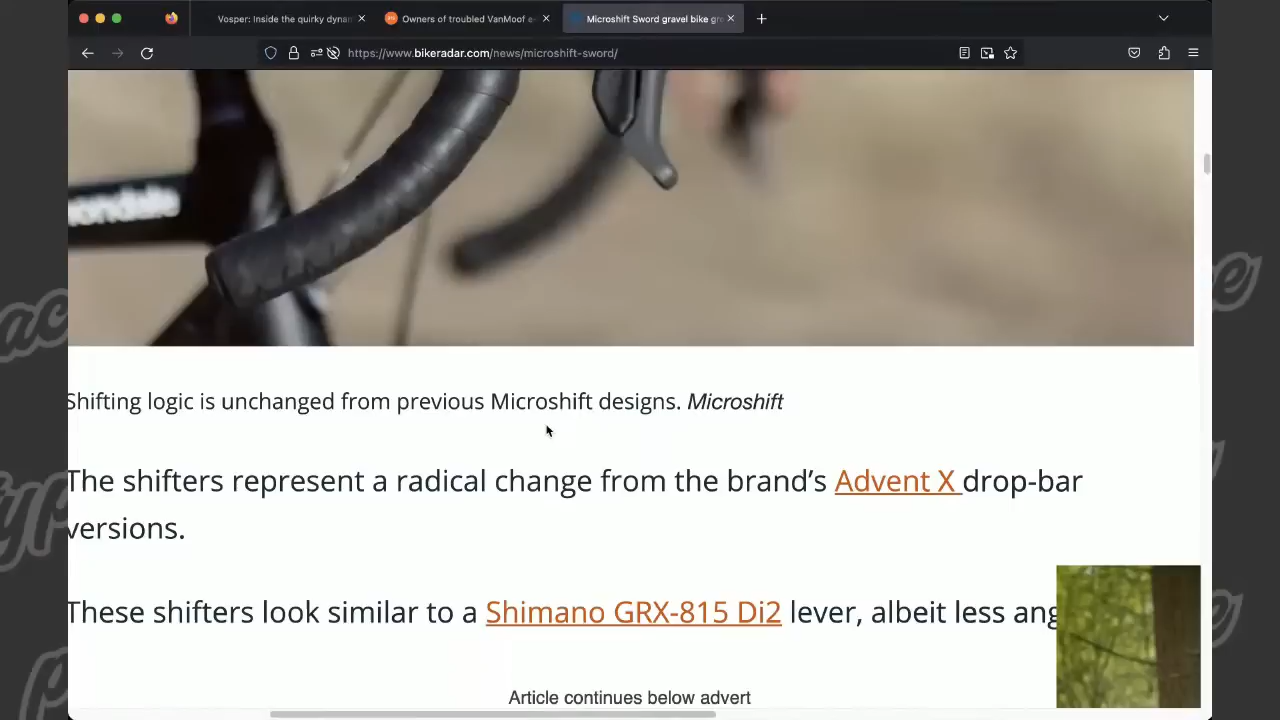 Vosper: Inside the quirky dynan
Owners of troubled VanMoof e-
Microshift Sword gravel bike gro
https://www.bikeradar.com/news/microshift-sword/
ondale
Shifting logic is unchanged from previous Microshift designs. Microshift
The shifters represent a radical change from the brand’s Advent X drop-bar
versions.
These shifters look similar to a Shimano GRX-815 Di2 lever, albeit less ang
Article continues below advert